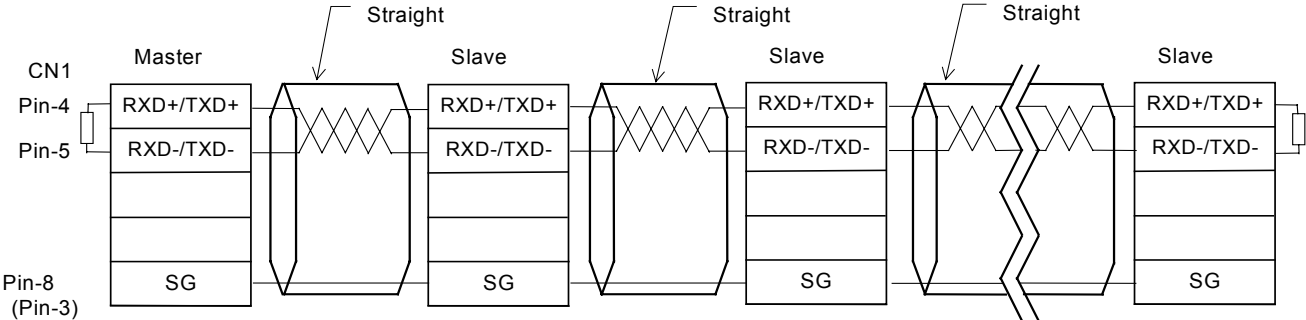 Straight
Straight
Straight
Master
Slave
Slave
Slave
CN1
Pin-4
RXD+/TXD+
RXD+/TXD+
RXD+/TXD+
RXD+/TXD+
Pin-5
RXD-/TXD-
RXD-/TXD-
RXD-/TXD-
RXD-/TXD-
Pin-8
(Pin-3)
SG
SG
SG
SG